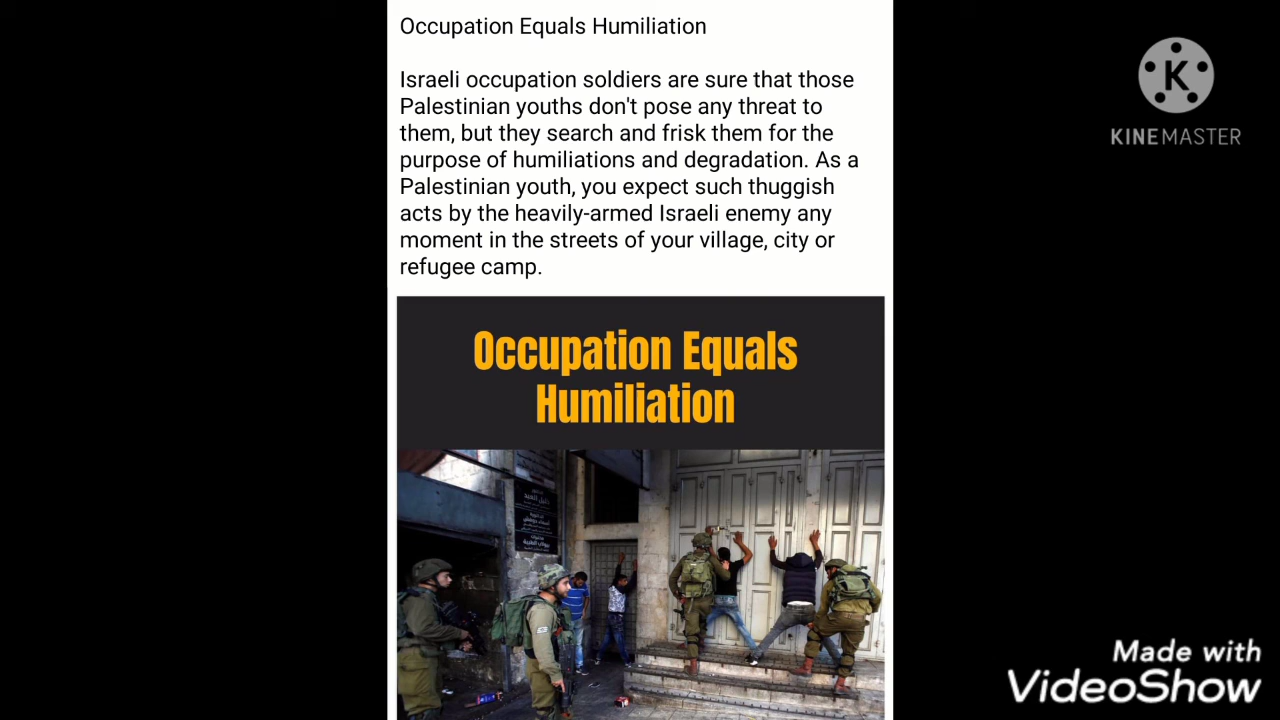 Occupation Equals Humiliation
Israeli occupation soldiers are sure that those
Palestinian youths don't pose any threat to
them, but they search and frisk them for the
purpose of humiliations and degradation. As a
Palestinian youth, you expect such thuggish
acts by the heavily-armed Israeli enemy any
moment in the streets of your village, city or
refugee camp.
Occupation Equals
Humiliation
K
KINEMASTER
Made with
VideoShow